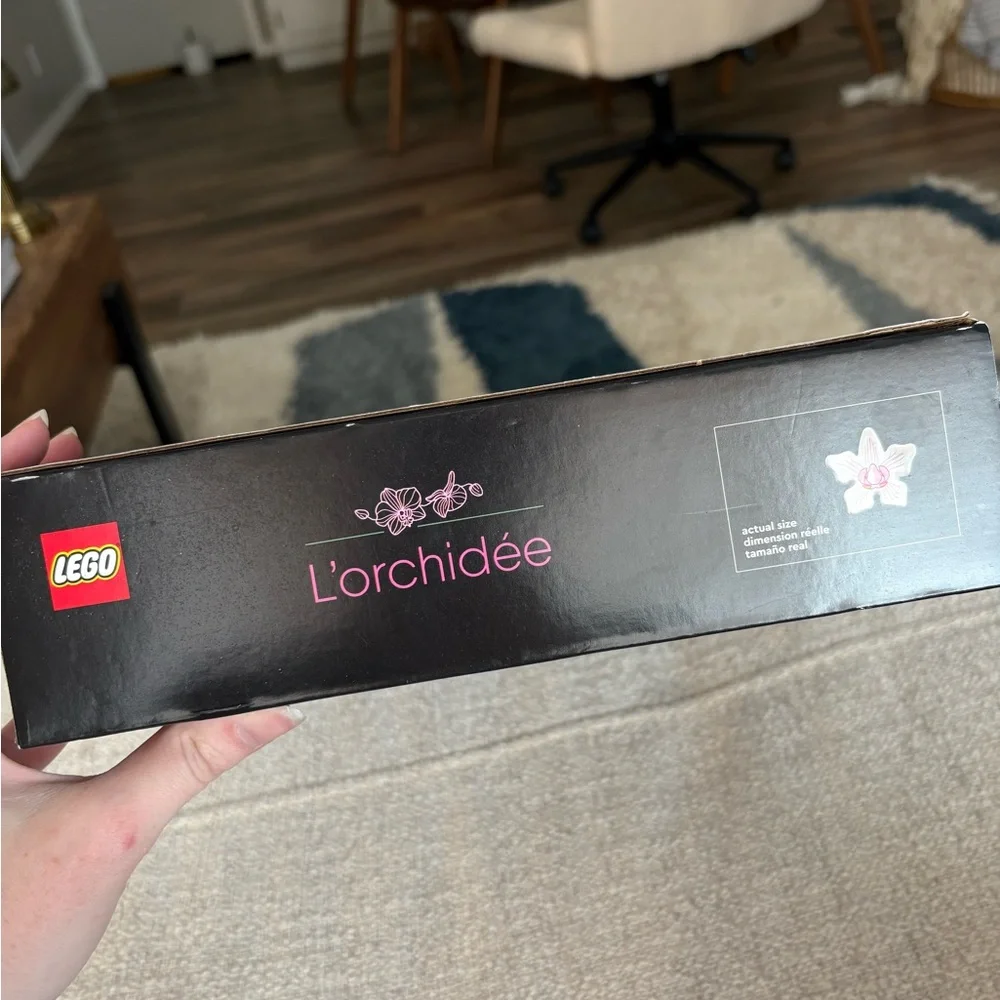 LEGO
L'orchidée
actual size
dimension réelle
tamaño real